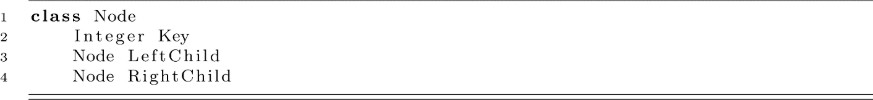 1 class Node
2 Integer Key
3 Node LeftChild
4 Node RightChild